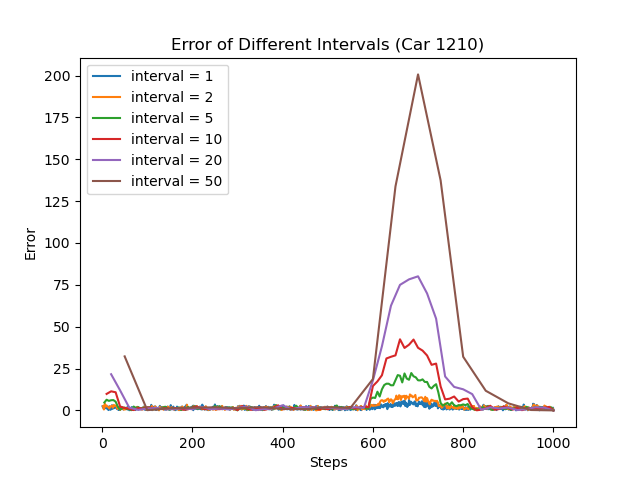 Error of Different Intervals (Car 1210)
interval = 1
interval = 2
interval = 5
interval = 10
interval = 20
interval = 50
200
175
150
125
100
75
50
25
0
Error
0 200 400 600 800 1000
Steps